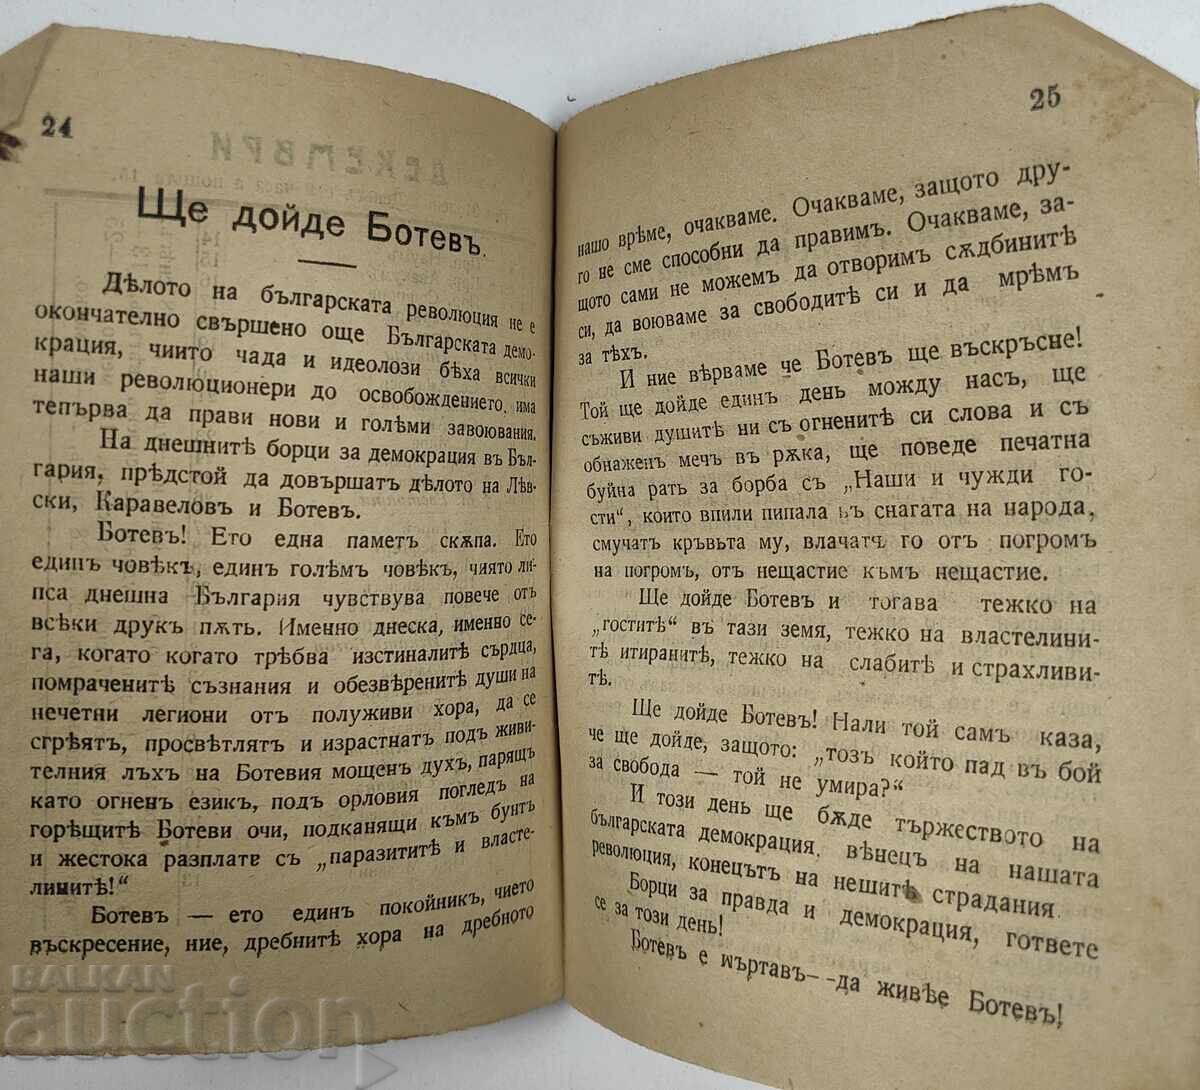 24
Ще дойде Ботевъ.
Дѣлото на българската революция не е
окончателно свършено още Българската демо-
крация, чиито чада и идеолози бѣха всички
наши революционери до освобождението, има
тепърва да прави нови и голѣми завоювания.
На днешнитѣ борци за демокрация въ Бъл-
гария, прѣдстой да довършатъ дѣлото на Лѣв-
ски, Каравеловъ и Ботевъ.
Ботевъ! Ето една паметъ скѫпа. Ето
единъ човѣкъ, единъ голѣмъ човѣкъ, чиято ли-
пса днешна България чувствува повече отъ
всѣки друкъ пѫть. Именно днеска, именно се-
га, когато когато трѣбва изстиналитѣ сърдца,
помраченитѣ съзнания и обезвѣренитѣ души на
нечетни легиони отъ полуживи хора, да се
сгрѣятъ, просвѣтлятъ и израстнатъ подъ живи-
телния лъхъ на Ботевия мощенъ духъ, парящъ
като огненъ езикъ, подъ орловия погледъ на
горѣщитѣ Ботеви очи, подканящи къмъ бунтъ
и жестока разплате съ „паразититѣ и власте-
линитѣ!“
Ботевъ — ето единъ покойникъ, чието
въскресение, ние, дребнитѣ хора на дребното
25
нашо врѣме, очакваме. Очакваме, защото дру-
го не сме способни да правимъ. Очакваме, за-
щото сами не можемъ да отворимъ сѫдбинитѣ
си, да воюваме за свободитѣ си и да мрѣмъ
за тѣхъ.
И ние вѣрваме че Ботевъ ще въскръсне!
Той ще дойде единъ день можду насъ, ще
съживи душитѣ ни съ огненитѣ си слова и съ
обнаженъ мечъ въ рѫка, ще поведе печатна
буйна рать за борба съ „Наши и чужди го-
сти“, които впили пипала въ снагата на народа,
смучатъ кръвьта му, влачатъ го отъ погромъ
на погромъ, отъ нещастие къмъ нещастие.
Ще дойде Ботевъ и тогава тежко на
„гоститѣ“ въ тази земя, тежко на властелини-
тѣ итиранитѣ, тежко на слабитѣ и страхливи-
тѣ.
Ще дойде Ботевъ! Нали той самъ каза,
че ще дойде, защото: „тозъ който пад въ бой
за свобода — той не умира?“
И този день ще бѫде тържеството на
българската демокрация, вѣнецъ на нашата
революция, конецътъ на нешитѣ страдания.
Борци за правда и демокрация, гответе
се за този день!
Ботевъ е мъртавъ--да живѣе Ботевъ!
BALKAN
auction